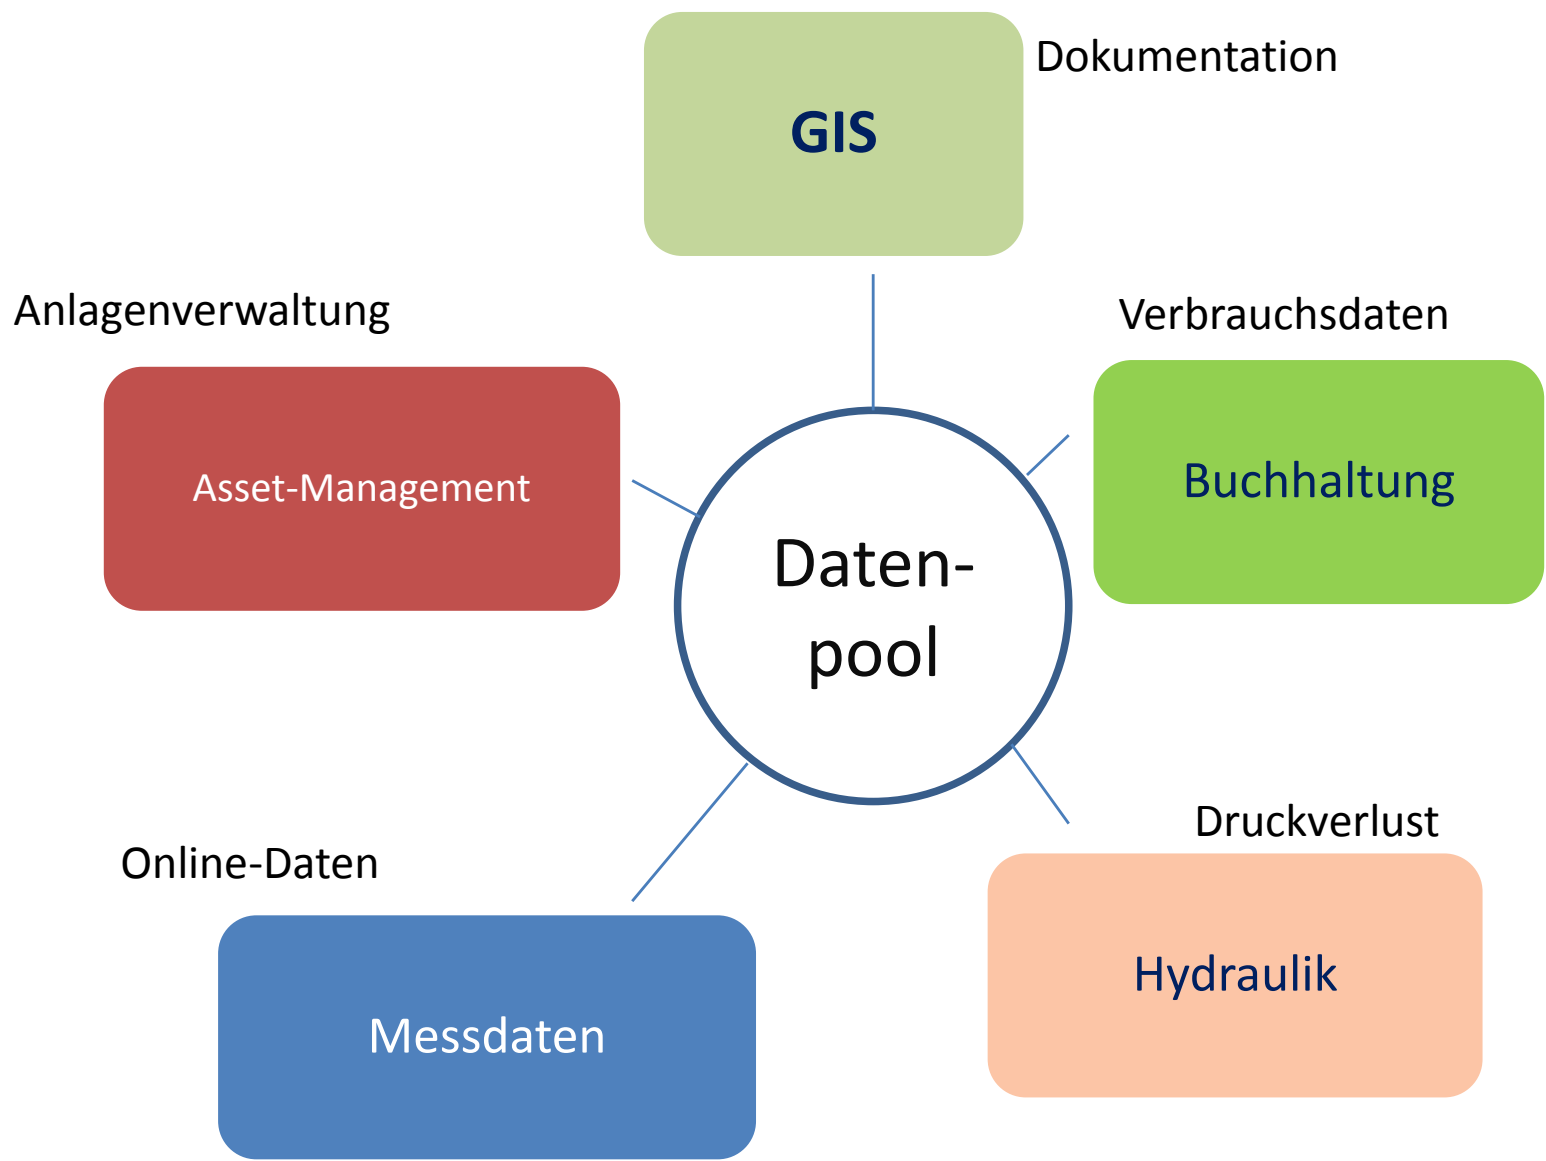 Dokumentation
GIS
Anlagenverwaltung
Asset-Management
Verbrauchsdaten
Buchhaltung
Daten-
pool
Online-Daten
Messdaten
Druckverlust
Hydraulik